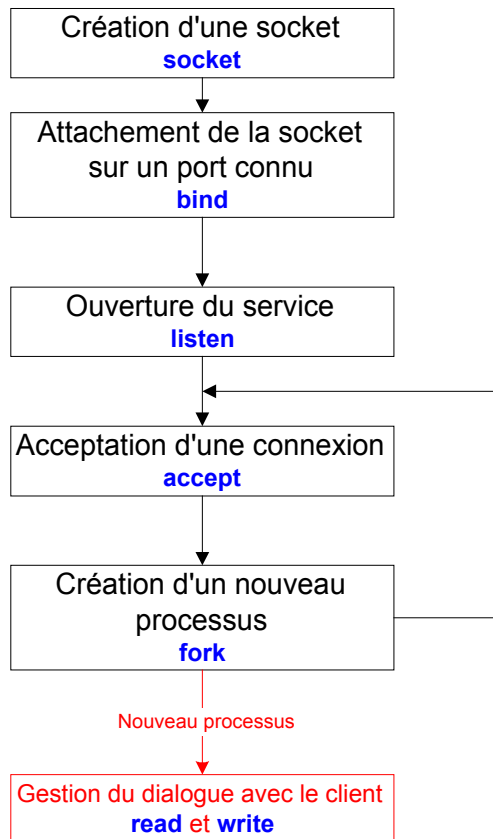 Création d'une socket
socket
Attachement de la socket
sur un port connu
bind
Ouverture du service
listen
Acceptation d'une connexion
accept
Création d'un nouveau
processus
fork
Nouveau processus
Gestion du dialogue avec le client
read et write